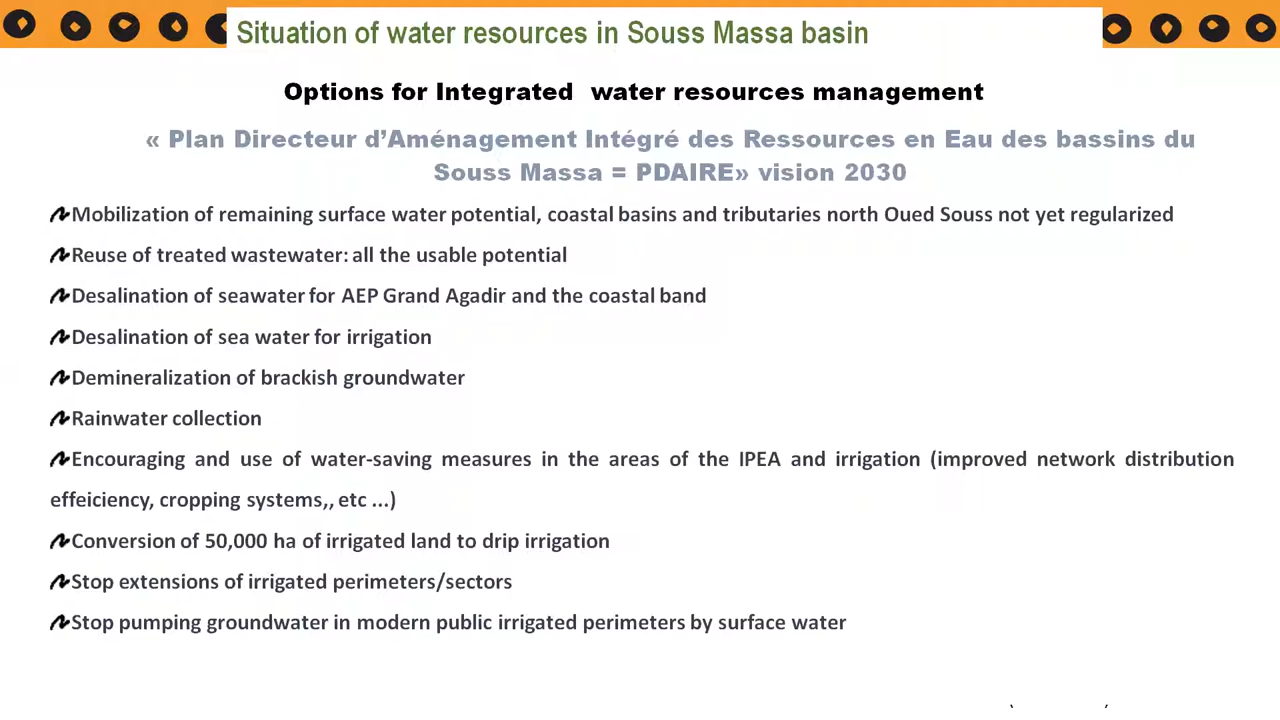 Situation of water resources in Souss Massa basin
Options for Integrated water resources management
« Plan Directeur d’Aménagement Intégré des Ressources en Eau des bassins du
Souss Massa = PDAIRE» vision 2030
Mobilization of remaining surface water potential, coastal basins and tributaries north Oued Souss not yet regularized
Reuse of treated wastewater: all the usable potential
Desalination of seawater for AEP Grand Agadir and the coastal band
Desalination of sea water for irrigation
Demineralization of brackish groundwater
Rainwater collection
Encouraging and use of water-saving measures in the areas of the IPEA and irrigation (improved network distribution
effeiciency, cropping systems,, etc ...)
Conversion of 50,000 ha of irrigated land to drip irrigation
Stop extensions of irrigated perimeters/sectors
Stop pumping groundwater in modern public irrigated perimeters by surface water